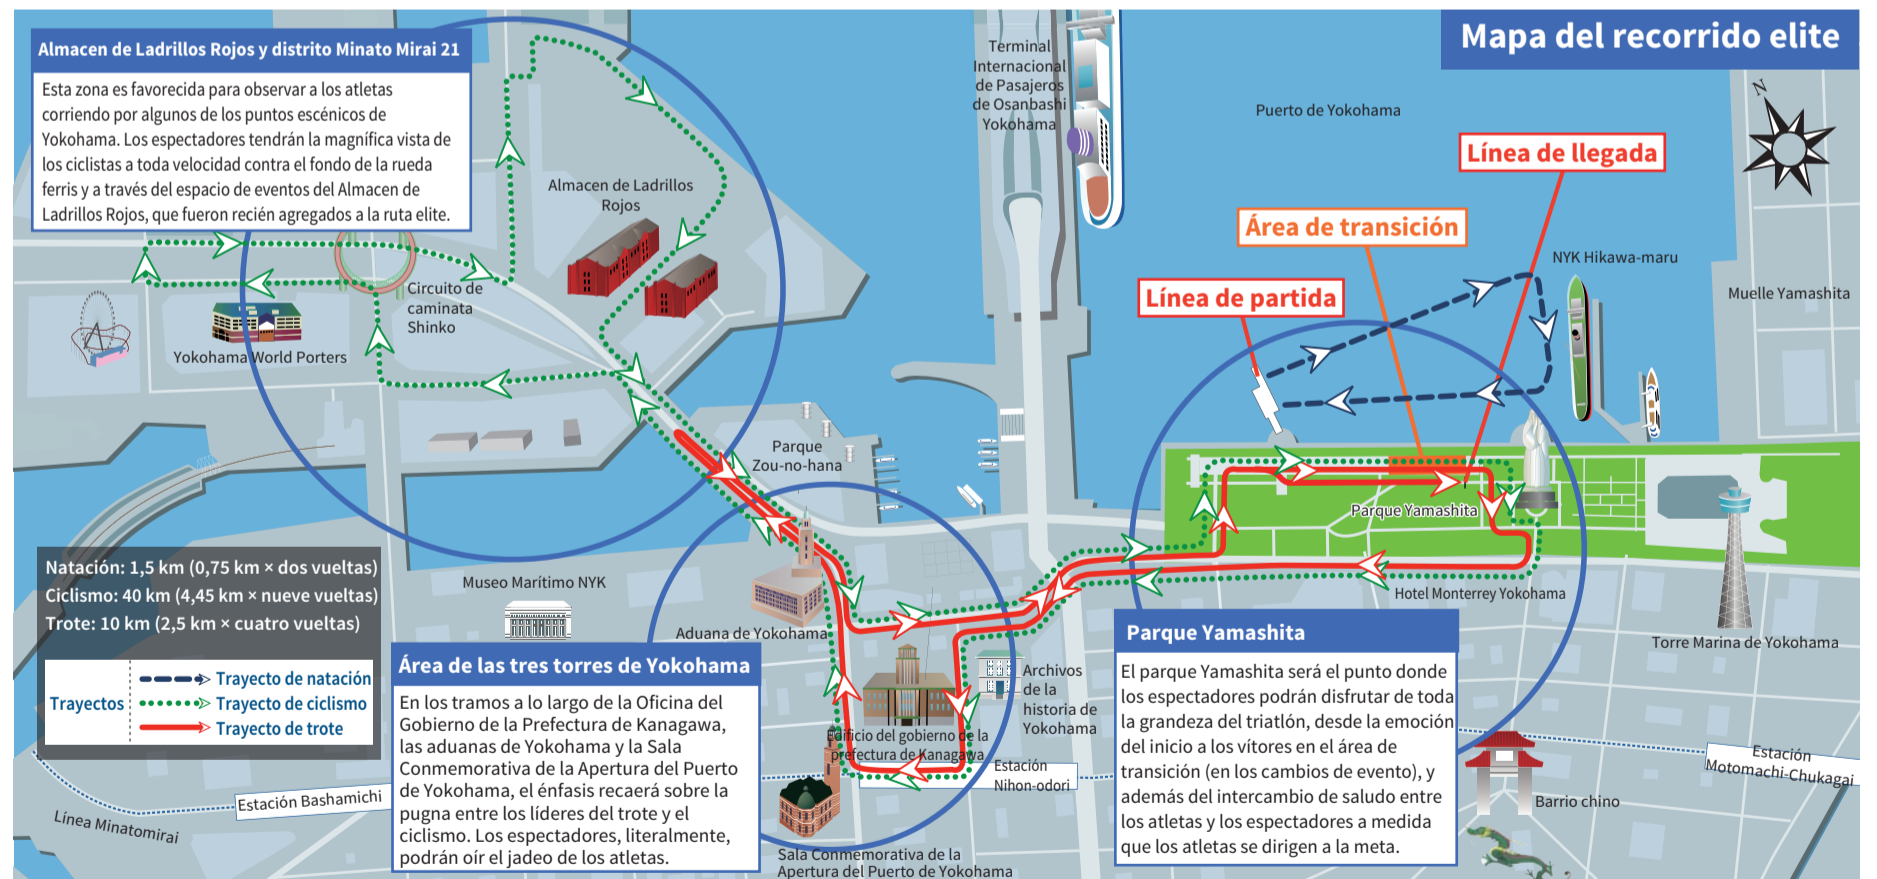 Mapa del recorrido elite
Almacen de Ladrillos Rojos y distrito Minato Mirai 21
Esta zona es favorecida para observar a los atletas
corriendo por algunos de los puntos escénicos de
Yokohama. Los espectadores tendrán la magnífica vista de
los ciclistas a toda velocidad contra el fondo de la rueda
ferris y a través del espacio de eventos del Almacen de
Ladrillos Rojos, que fueron recién agregados a la ruta elite.
Terminal
Internacional
de Pasajeros
de Osanbashi
Yokohama
Puerto de Yokohama
N
Línea de llegada
Área de transición
Línea de partida
NYK Hikawa-maru
Muelle Yamashita
Almacen de Ladrillos
Rojos
Circuito de
caminata
Shinko
Yokohama World Porters
Parque
Zou-no-hana
Parque Yamashita
Hotel Monterrey Yokohama
Torre Marina de Yokohama
Museo Marítimo NYK
Aduana de Yokohama
Natación: 1,5 km (0,75 km × dos vueltas)
Ciclismo: 40 km (4,45 km × nueve vueltas)
Trote: 10 km (2,5 km × cuatro vueltas)
Trayectos
Trayecto de natación
Trayecto de ciclismo
Trayecto de trote
Área de las tres torres de Yokohama
En los tramos a lo largo de la Oficina del
Gobierno de la Prefectura de Kanagawa,
las aduanas de Yokohama y la Sala
Conmemorativa de la Apertura del Puerto
de Yokohama, el énfasis recaerá sobre la
pugna entre los líderes del trote y el
ciclismo. Los espectadores, literalmente,
podrán oír el jadeo de los atletas.
Edificio del gobierno de la
prefectura de Kanagawa
Archivos
de la
historia de
Yokohama
Estación
Nihon-odori
Sala Conmemorativa de la
Apertura del Puerto de Yokohama
Parque Yamashita
El parque Yamashita será el punto donde
los espectadores podrán disfrutar de toda
la grandeza del triatlón, desde la emoción
del inicio a los vítores en el área de
transición (en los cambios de evento), y
además del intercambio de saludo entre
los atletas y los espectadores a medida
que los atletas se dirigen a la meta.
Estación
Motomachi-Chukagai
Barrio chino
Estación Bashamichi
Línea Minatomirai